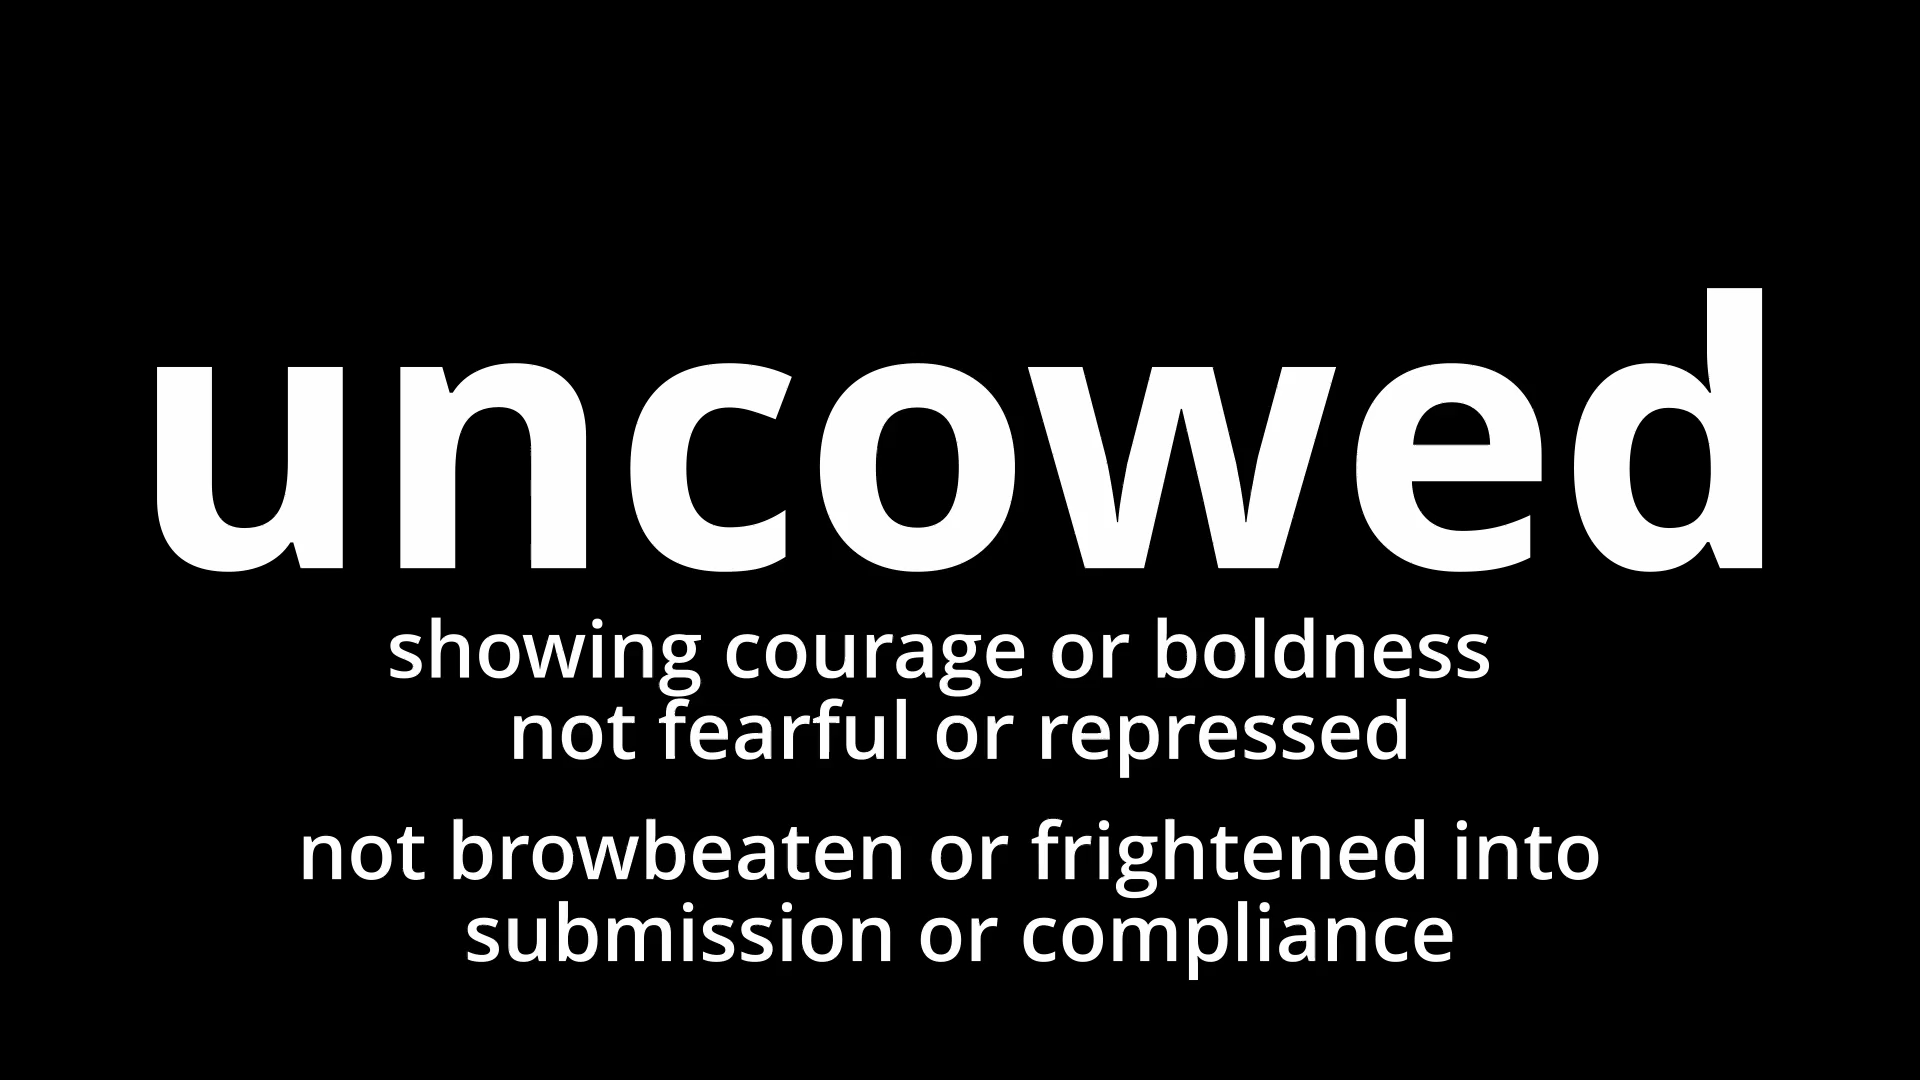 uncowed
showing courage or boldness
not fearful or repressed
not browbeaten or frightened into
submission or compliance